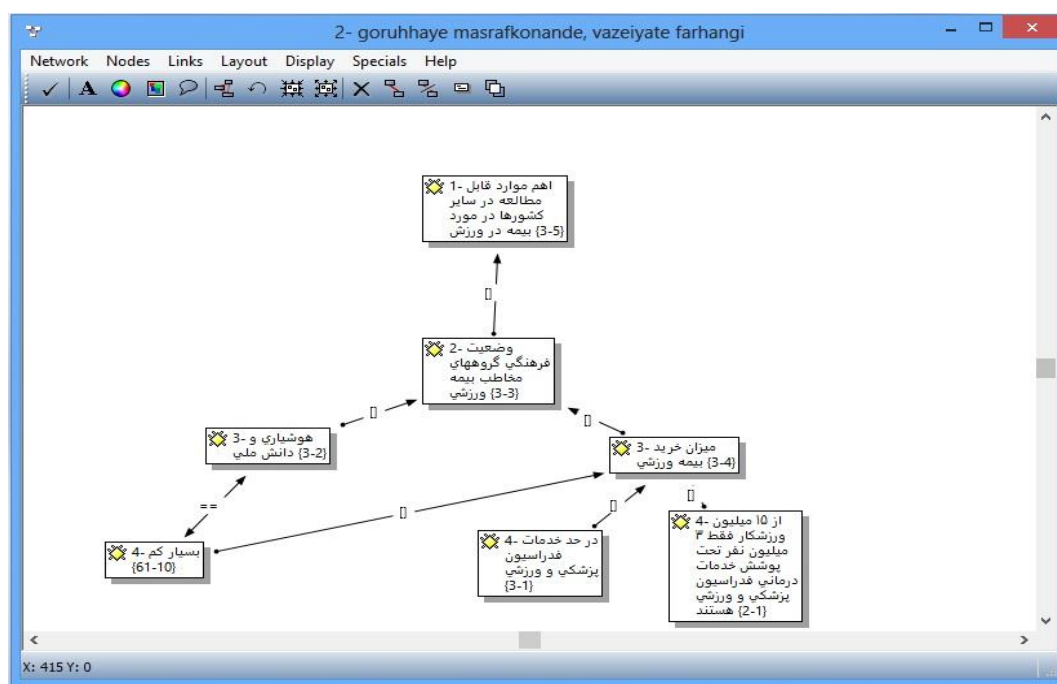 2- goruhhaye masrafkonande, vazeiyate farhangi
Network Nodes Links Layout Display Specials Help
1- اهم موارد قابل
مطالعه در ساير
كشورها در مورد
بيمه در ورزش {3-5}
[]
2- وضعيت
فرهنگي گروههاي
مخاطب بيمه
ورزشي {3-3}
[]
[]
3- هوشياري و
دانش ملي {3-2}
3- ميزان خريد
بيمه ورزشي {3-4}
==
[]
[]
[]
4- بسيار كم
{61-10}
4- در حد خدمات
فدراسيون
پزشكي و ورزشي
{3-1}
4- از ۱۵ ميليون
ورزشكار فقط ۳
ميليون نفر تحت
پوشش خدمات
درماني فدراسيون
پزشكي و ورزشي
هستند {2-1}
X: 415 Y: 0